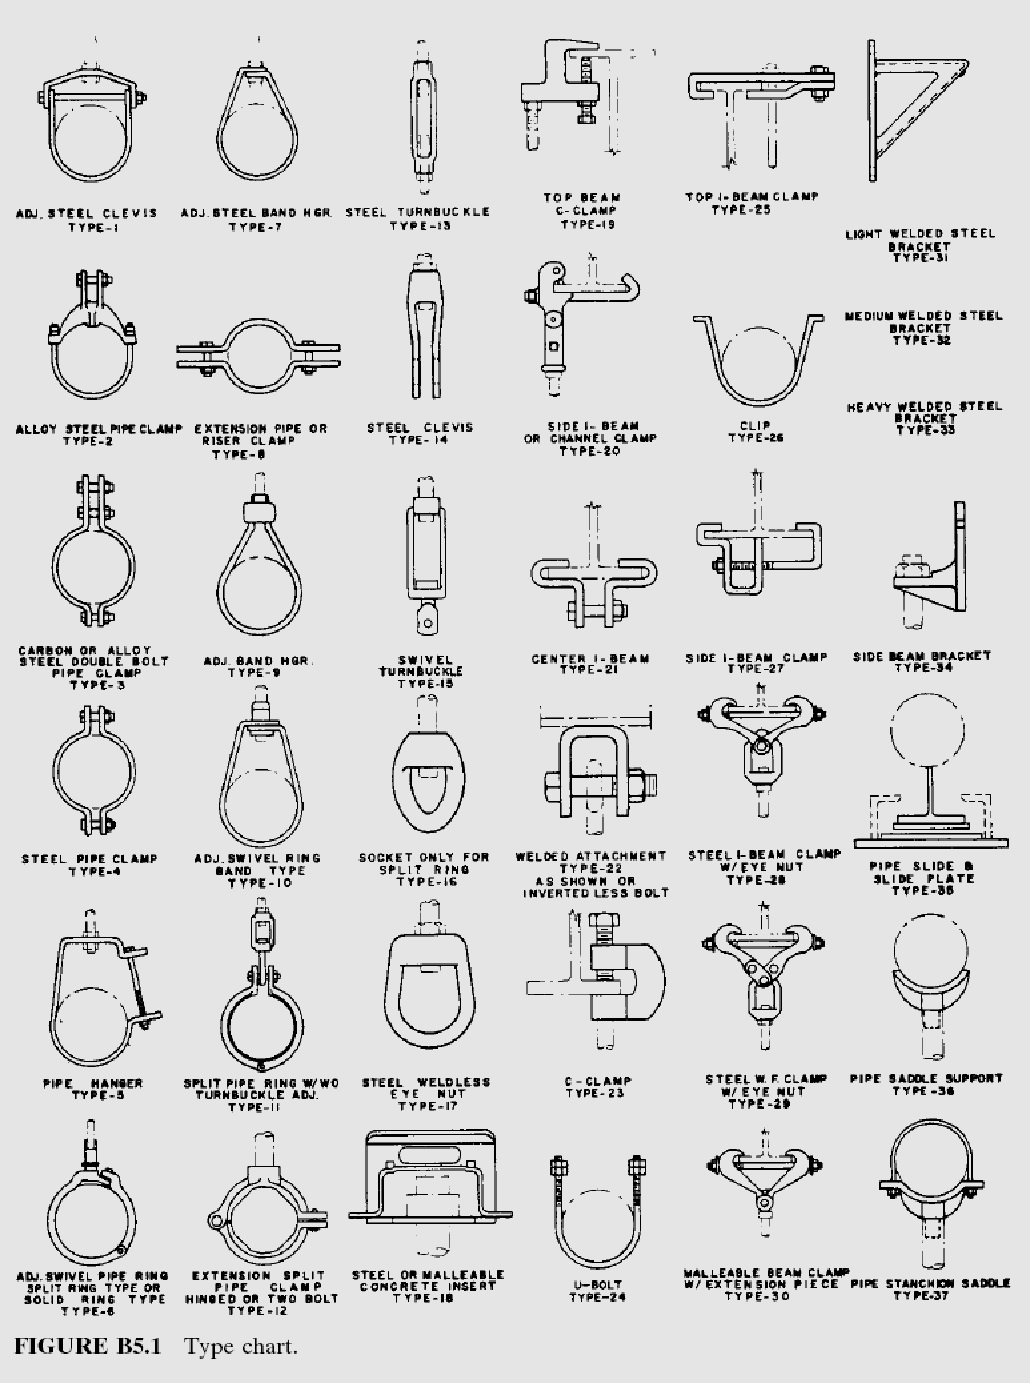 ADJ. STEEL CLEVIS
TYPE-1
ADJ. STEEL BAND HGR.
TYPE-7
STEEL TURNBUCKLE
TYPE-13
TOP BEAM
C-CLAMP
TYPE-19
TOP I-BEAM CLAMP
TYPE-25
LIGHT WELDED STEEL
BRACKET
TYPE-31
MEDIUM WELDED STEEL
BRACKET
TYPE-32
HEAVY WELDED STEEL
BRACKET
TYPE-33
ALLOY STEEL PIPE CLAMP
TYPE-2
EXTENSION PIPE OR
RISER CLAMP
TYPE-8
STEEL CLEVIS
TYPE-14
SIDE I-BEAM
OR CHANNEL CLAMP
TYPE-20
CLIP
TYPE-26
CARBON OR ALLOY
STEEL DOUBLE BOLT
PIPE CLAMP
TYPE-3
ADJ. BAND HGR.
TYPE-9
SWIVEL
TURNBUCKLE
TYPE-15
CENTER I-BEAM
TYPE-21
SIDE I-BEAM CLAMP
TYPE-27
SIDE BEAM BRACKET
TYPE-34
STEEL PIPE CLAMP
TYPE-4
ADJ. SWIVEL RING
BAND TYPE
TYPE-10
SOCKET ONLY FOR
SPLIT RING
TYPE-16
WELDED ATTACHMENT
TYPE-22
AS SHOWN OR
INVERTED LESS BOLT
STEEL I-BEAM CLAMP
W/EYE NUT
TYPE-28
PIPE SLIDE &
SLIDE PLATE
TYPE-35
PIPE HANGER
TYPE-5
SPLIT PIPE RING W/WO
TURNBUCKLE ADJ.
TYPE-11
STEEL WELDLESS
EYE NUT
TYPE-17
C-CLAMP
TYPE-23
STEEL W.F. CLAMP
W/EYE NUT
TYPE-29
PIPE SADDLE SUPPORT
TYPE-36
ADJ. SWIVEL PIPE RING
SPLIT RING TYPE OR
SOLID RING TYPE
TYPE-6
EXTENSION SPLIT
PIPE CLAMP
HINGED OR TWO BOLT
TYPE-12
STEEL OR MALLEABLE
CONCRETE INSERT
TYPE-18
U-BOLT
TYPE-24
MALLEABLE BEAM CLAMP
W/EXTENSION PIECE
TYPE-30
PIPE STANCHION SADDLE
TYPE-37
FIGURE B5.1 Type chart.